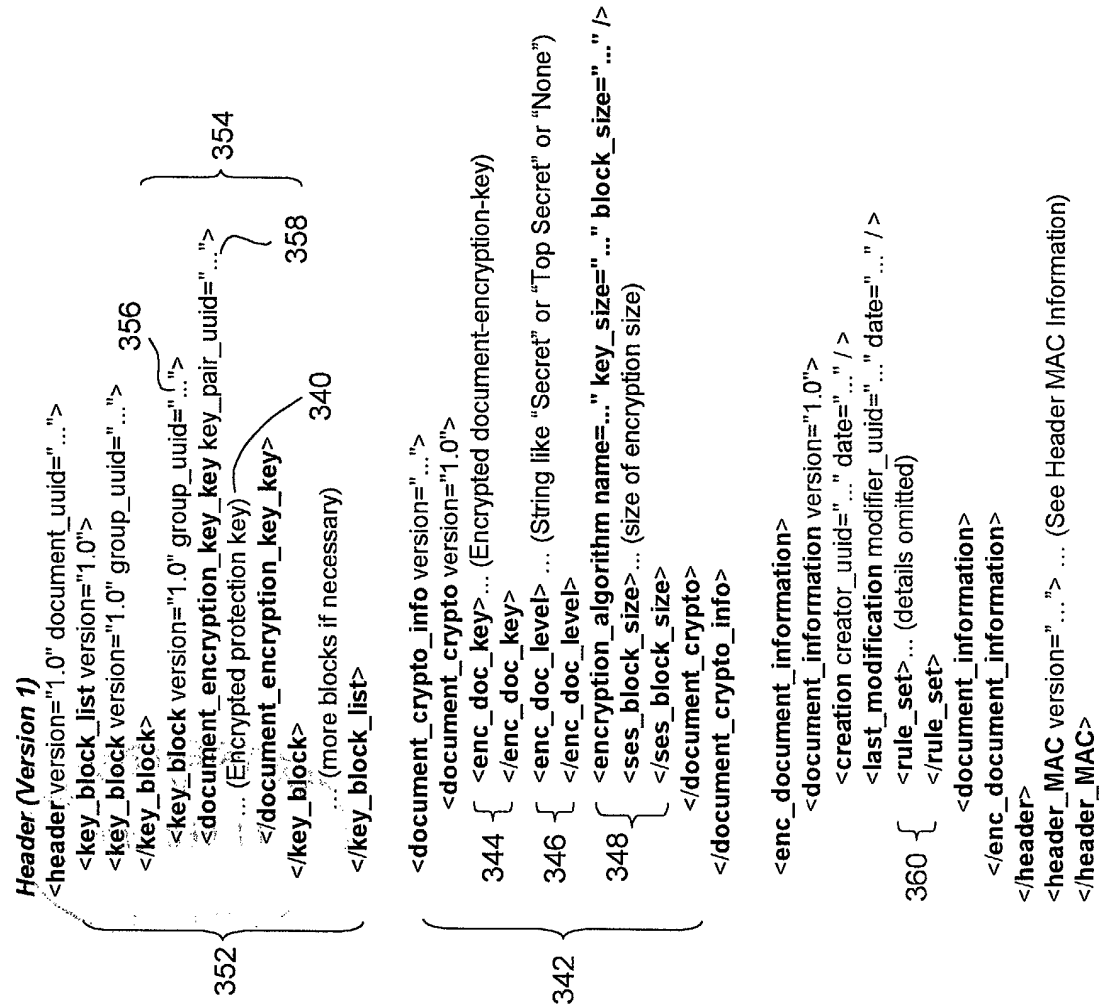 Header (Version 1)
<header version="1.0" document_uuid="...">
<key_block_list version="1.0">
<key_block version="1.0" group_uuid="...">
</key_block>
<key_block version="1.0" group_uuid="...">
356
<document_encryption_key_key key_pair_uuid="...">
358
... (Encrypted protection key)
340
</document_encryption_key_key>
</key_block>
354
... (more blocks if necessary)
</key_block_list>
352
<document_crypto_info version="...">
<document_crypto version="1.0">
344 <enc_doc_key>... (Encrypted document-encryption-key)
</enc_doc_key>
346 <enc_doc_level>... (String like "Secret" or "Top Secret" or "None")
</enc_doc_level>
348 <encryption_algorithm name="..." key_size="..." block_size="..." />
<ses_block_size>... (size of encryption size)
</ses_block_size>
</document_crypto>
</document_crypto_info>
342
<enc_document_information>
<document_information version="1.0">
<creation creator_uuid="..." date="..." / >
<last_modification modifier_uuid="..." date="..." / >
360 <rule_set>... (details omitted)
</rule_set>
<document_information>
</enc_document_information>
</header>
<header_MAC version="..."> ... (See Header MAC Information)
</header_MAC>